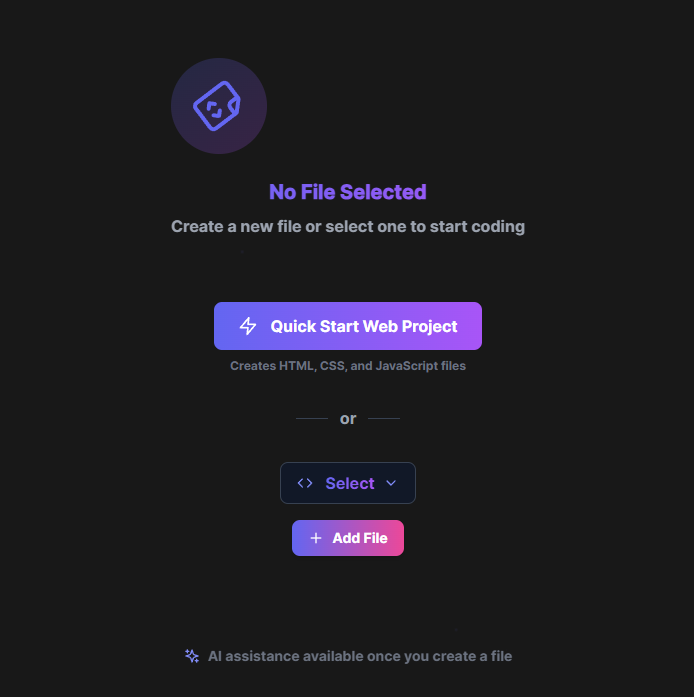 No File Selected
Create a new file or select one to start coding
Quick Start Web Project
Creates HTML, CSS, and JavaScript files
or
Select
Add File
AI assistance available once you create a file